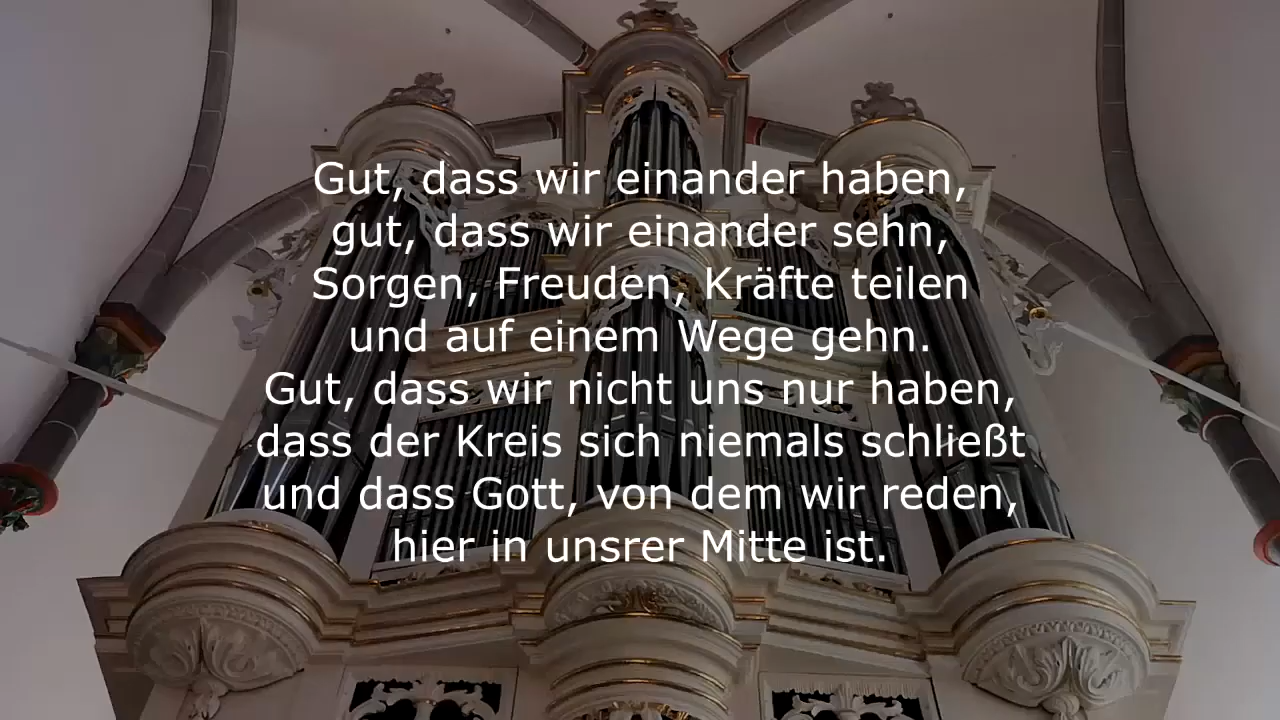 Gut, dass wir einander haben,
gut, dass wir einander sehn,
Sorgen, Freuden, Kräfte teilen
und auf einem Wege gehn.
Gut, dass wir nicht uns nur haben,
dass der Kreis sich niemals schließt
und dass Gott, von dem wir reden,
hier in unsrer Mitte ist.